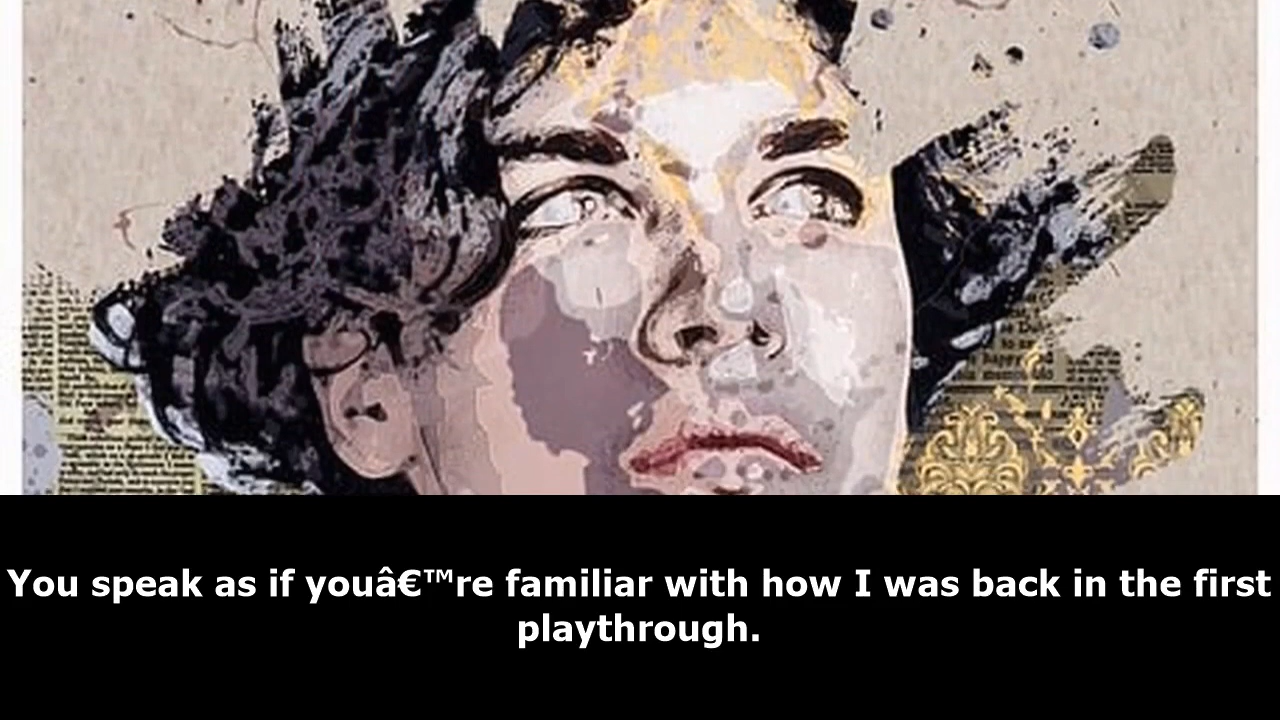 You speak as if youâ€™re familiar with how I was back in the first
playthrough.